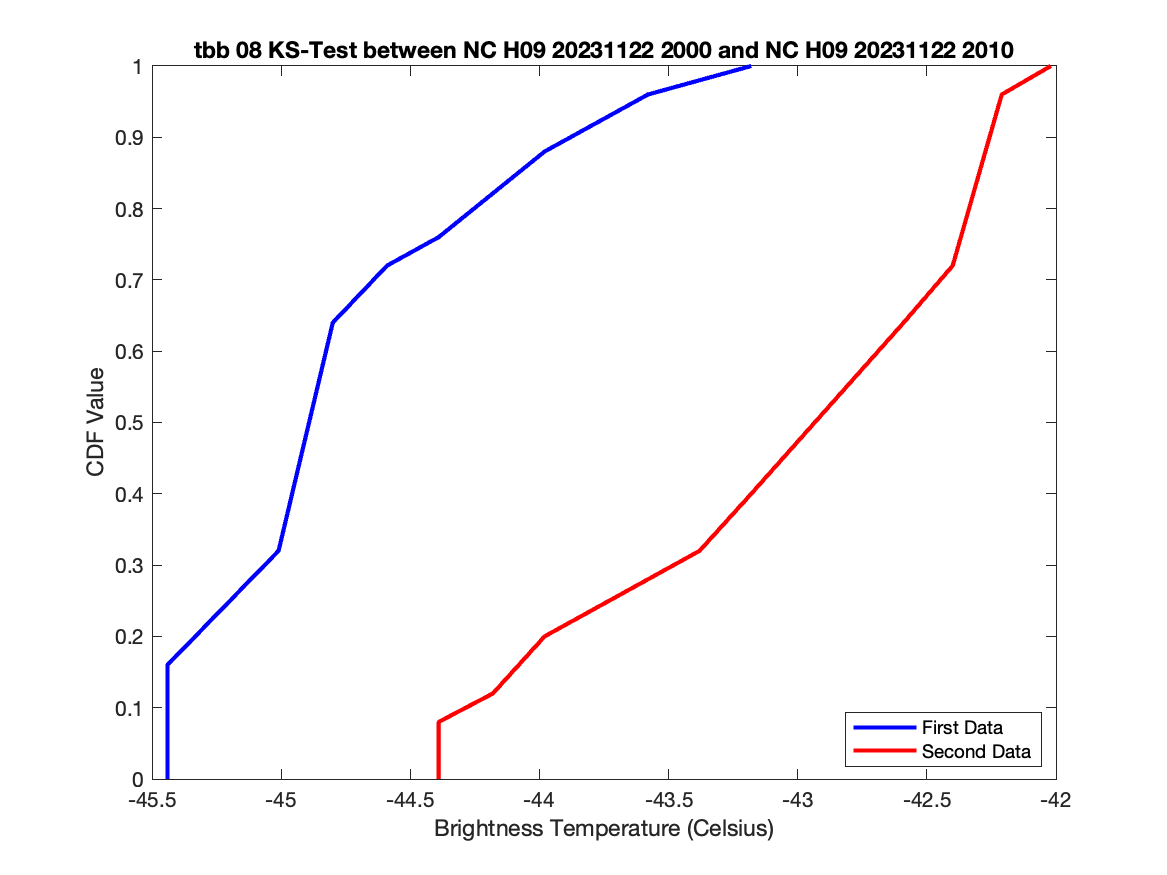 tbb 08 KS-Test between NC H09 20231122 2000 and NC H09 20231122 2010
1
0.9
0.8
0.7
0.6
0.5
0.4
0.3
0.2
0.1
0
CDF Value
First Data
Second Data
-45.5 -45 -44.5 -44 -43.5 -43 -42.5 -42
Brightness Temperature (Celsius)